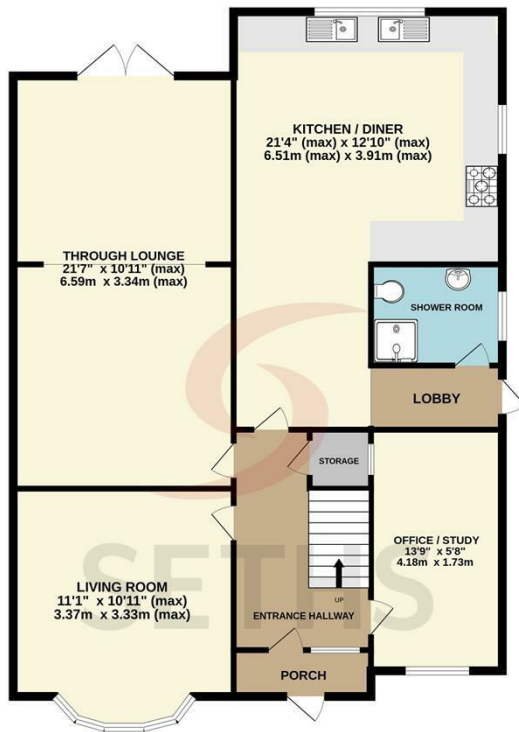 KITCHEN / DINER
21'4" (max) x 12'10" (max)
6.51m (max) x 3.91m (max)
THROUGH LOUNGE
21'7" x 10'11" (max)
6.59m x 3.34m (max)
SHOWER ROOM
LOBBY
STORAGE
OFFICE / STUDY
13'9" x 5'8"
4.18m x 1.73m
LIVING ROOM
11'1" x 10'11" (max)
3.37m x 3.33m (max)
UP
ENTRANCE HALLWAY
PORCH
SETHS